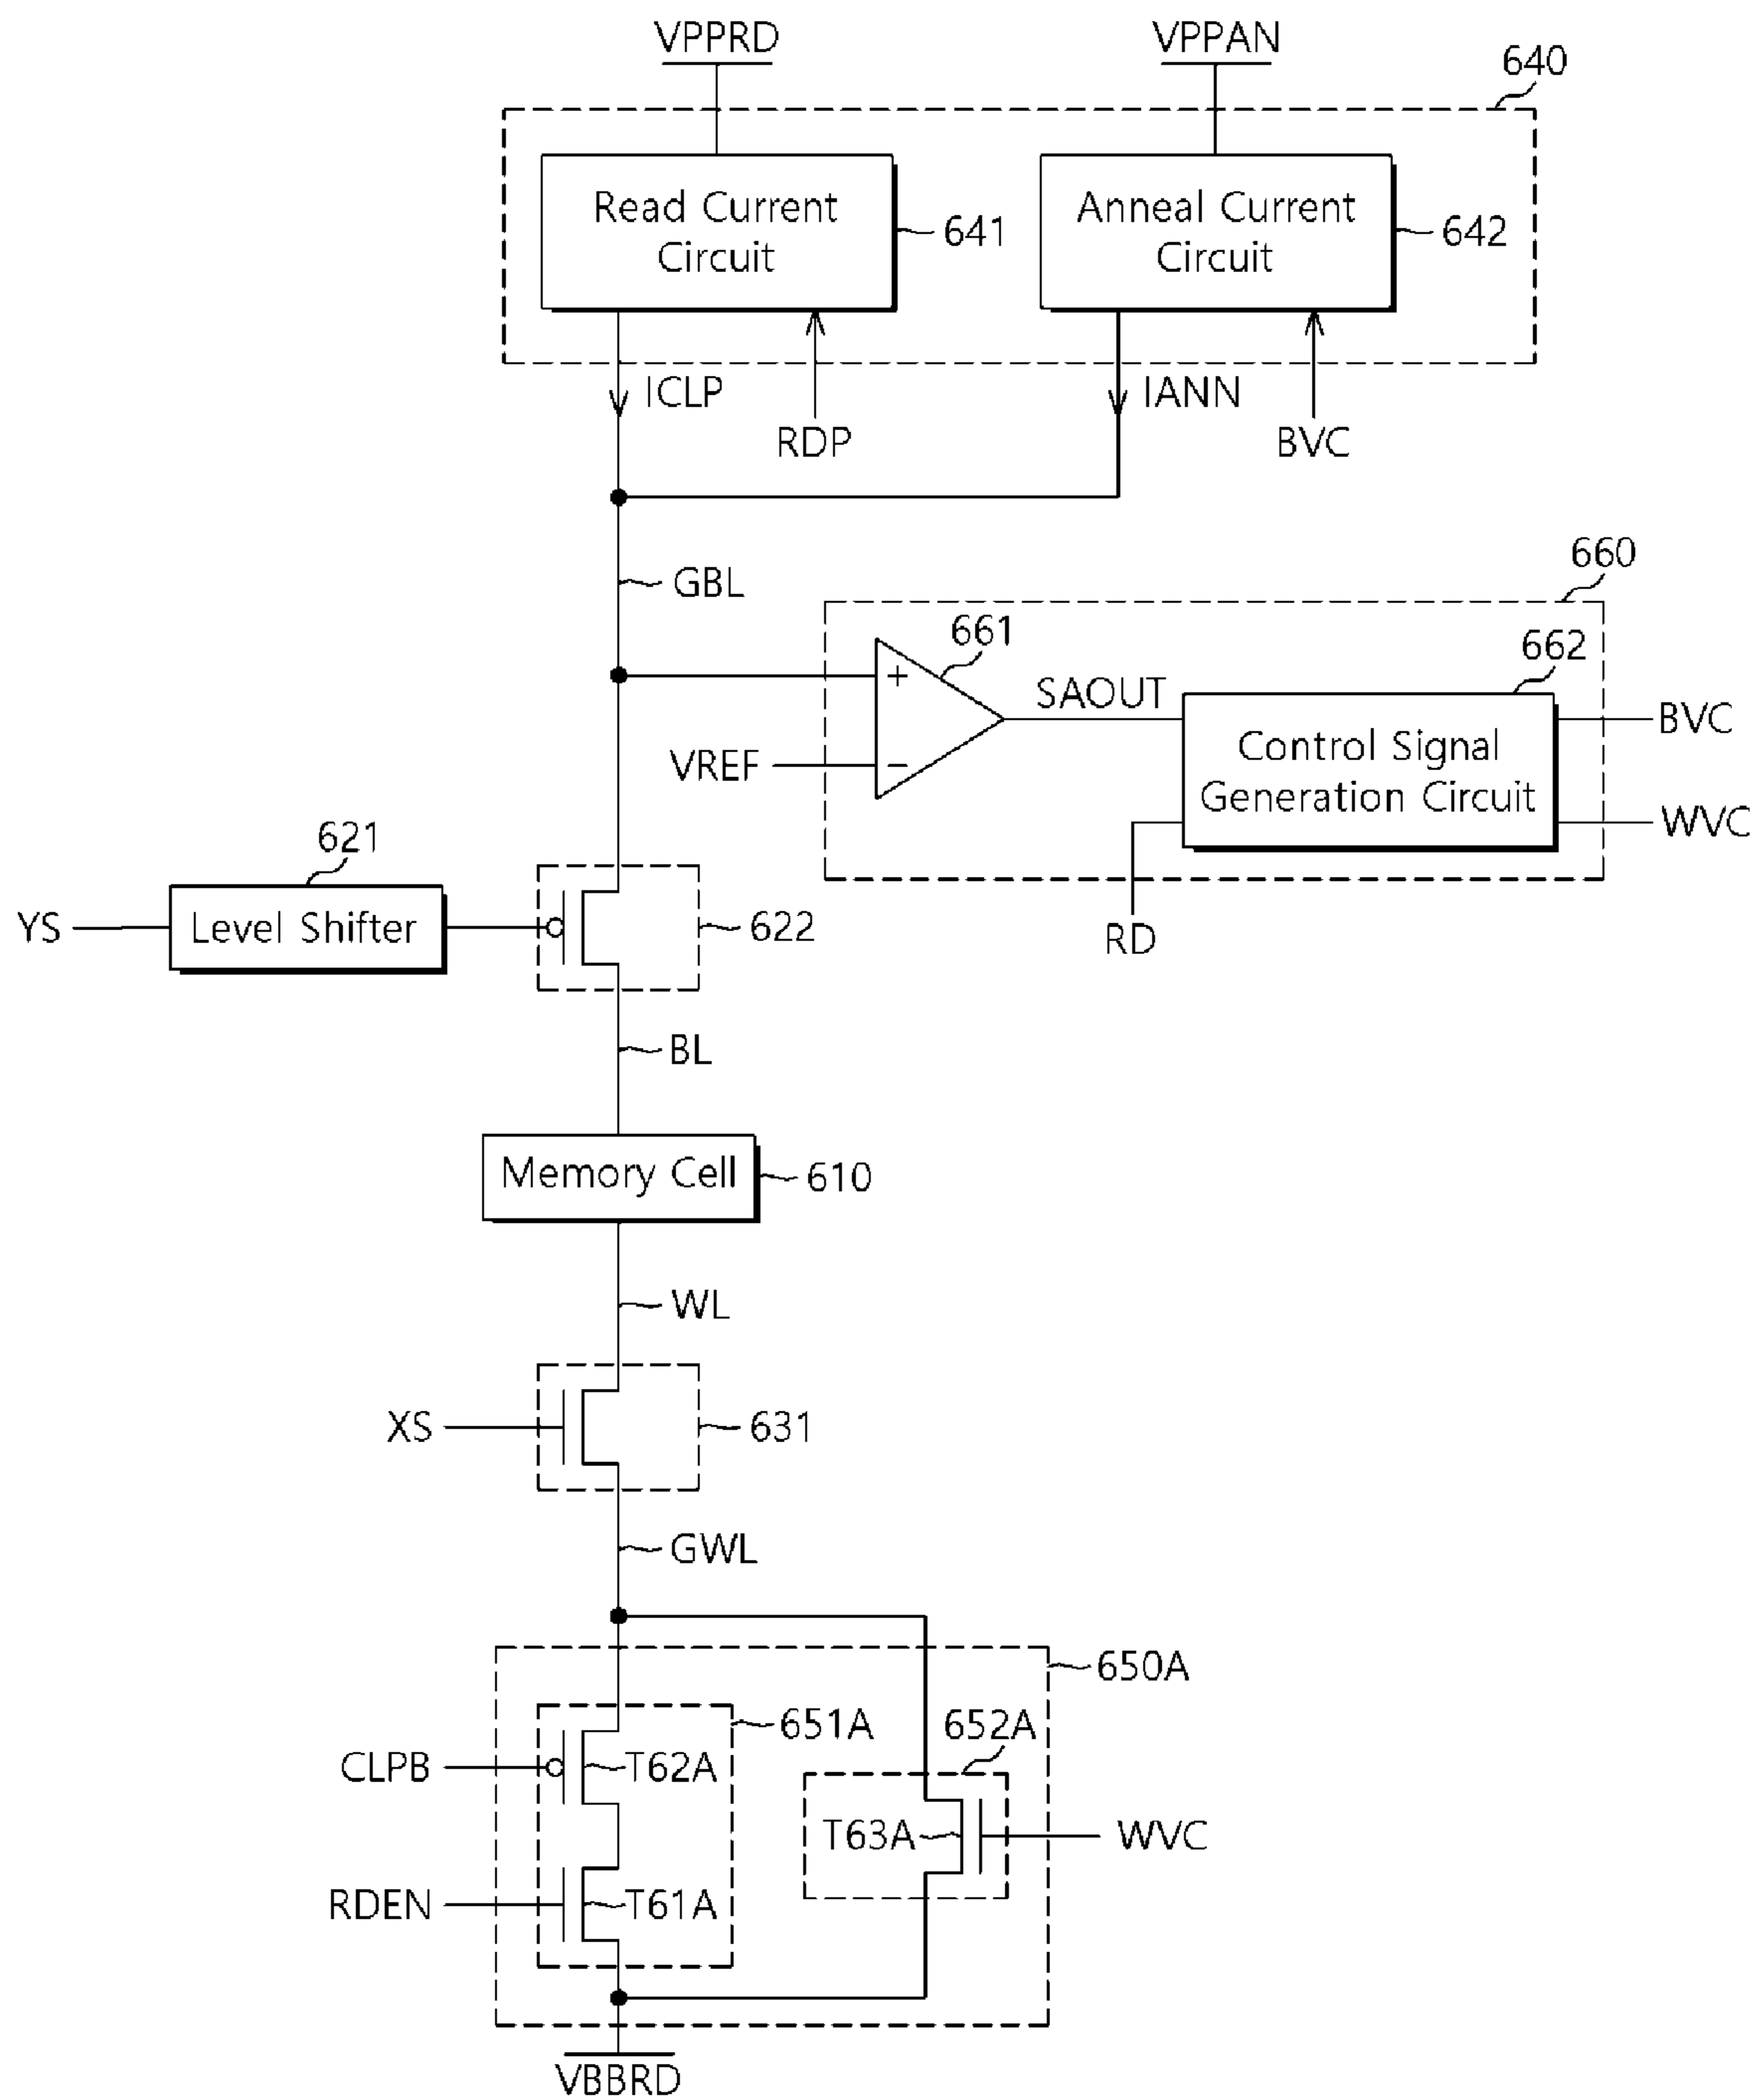 VPPRD
VPPAN
640
Read Current
Circuit
641
Anneal Current
Circuit
642
ICLP
RDP
IANN
BVC
GBL
660
661
662
+
SAOUT
VREF
−
Control Signal
Generation Circuit
BVC
WVC
RD
621
YS
Level Shifter
622
BL
Memory Cell
610
WL
XS
631
GWL
650A
651A
652A
CLPB
T62A
T63A
WVC
RDEN
T61A
VBBRD